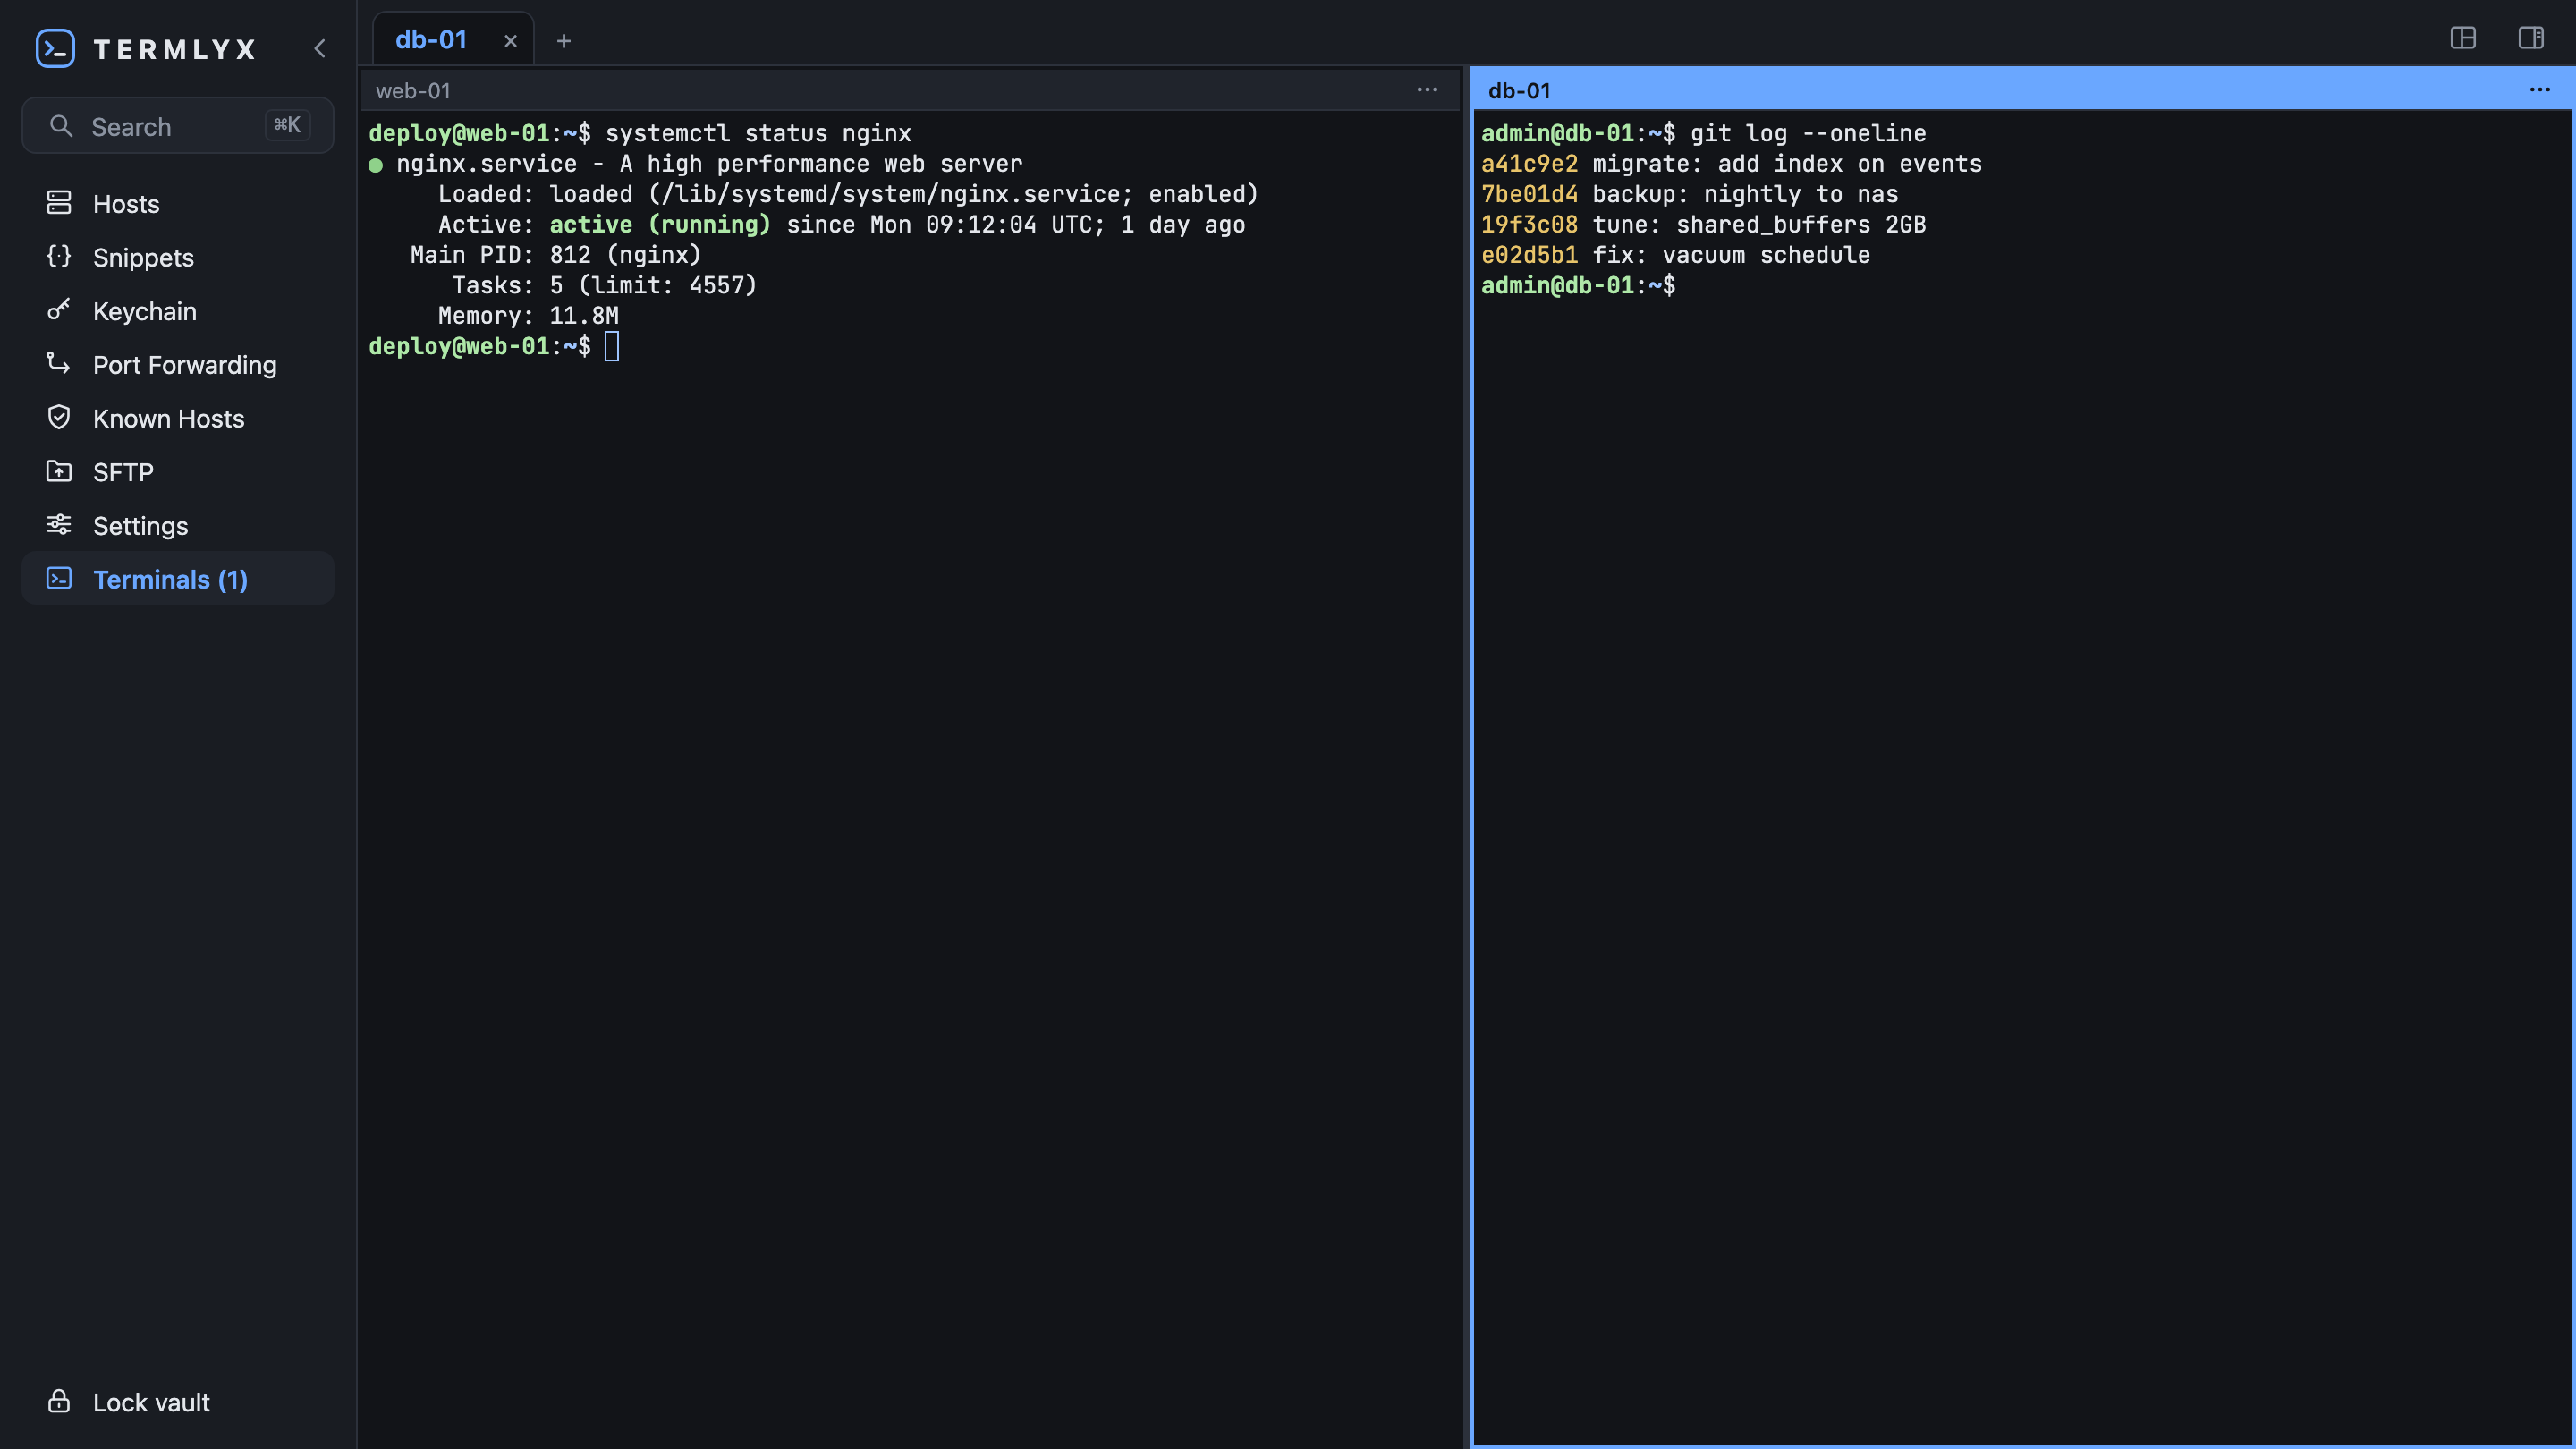 TERMLYX
Search ⌘K
Hosts
Snippets
Keychain
Port Forwarding
Known Hosts
SFTP
Settings
Terminals (1)
Lock vault
db-01 × +
web-01 ···
deploy@web-01:~$ systemctl status nginx
● nginx.service - A high performance web server
Loaded: loaded (/lib/systemd/system/nginx.service; enabled)
Active: active (running) since Mon 09:12:04 UTC; 1 day ago
Main PID: 812 (nginx)
Tasks: 5 (limit: 4557)
Memory: 11.8M
deploy@web-01:~$
db-01 ···
admin@db-01:~$ git log --oneline
a41c9e2 migrate: add index on events
7be01d4 backup: nightly to nas
19f3c08 tune: shared_buffers 2GB
e02d5b1 fix: vacuum schedule
admin@db-01:~$